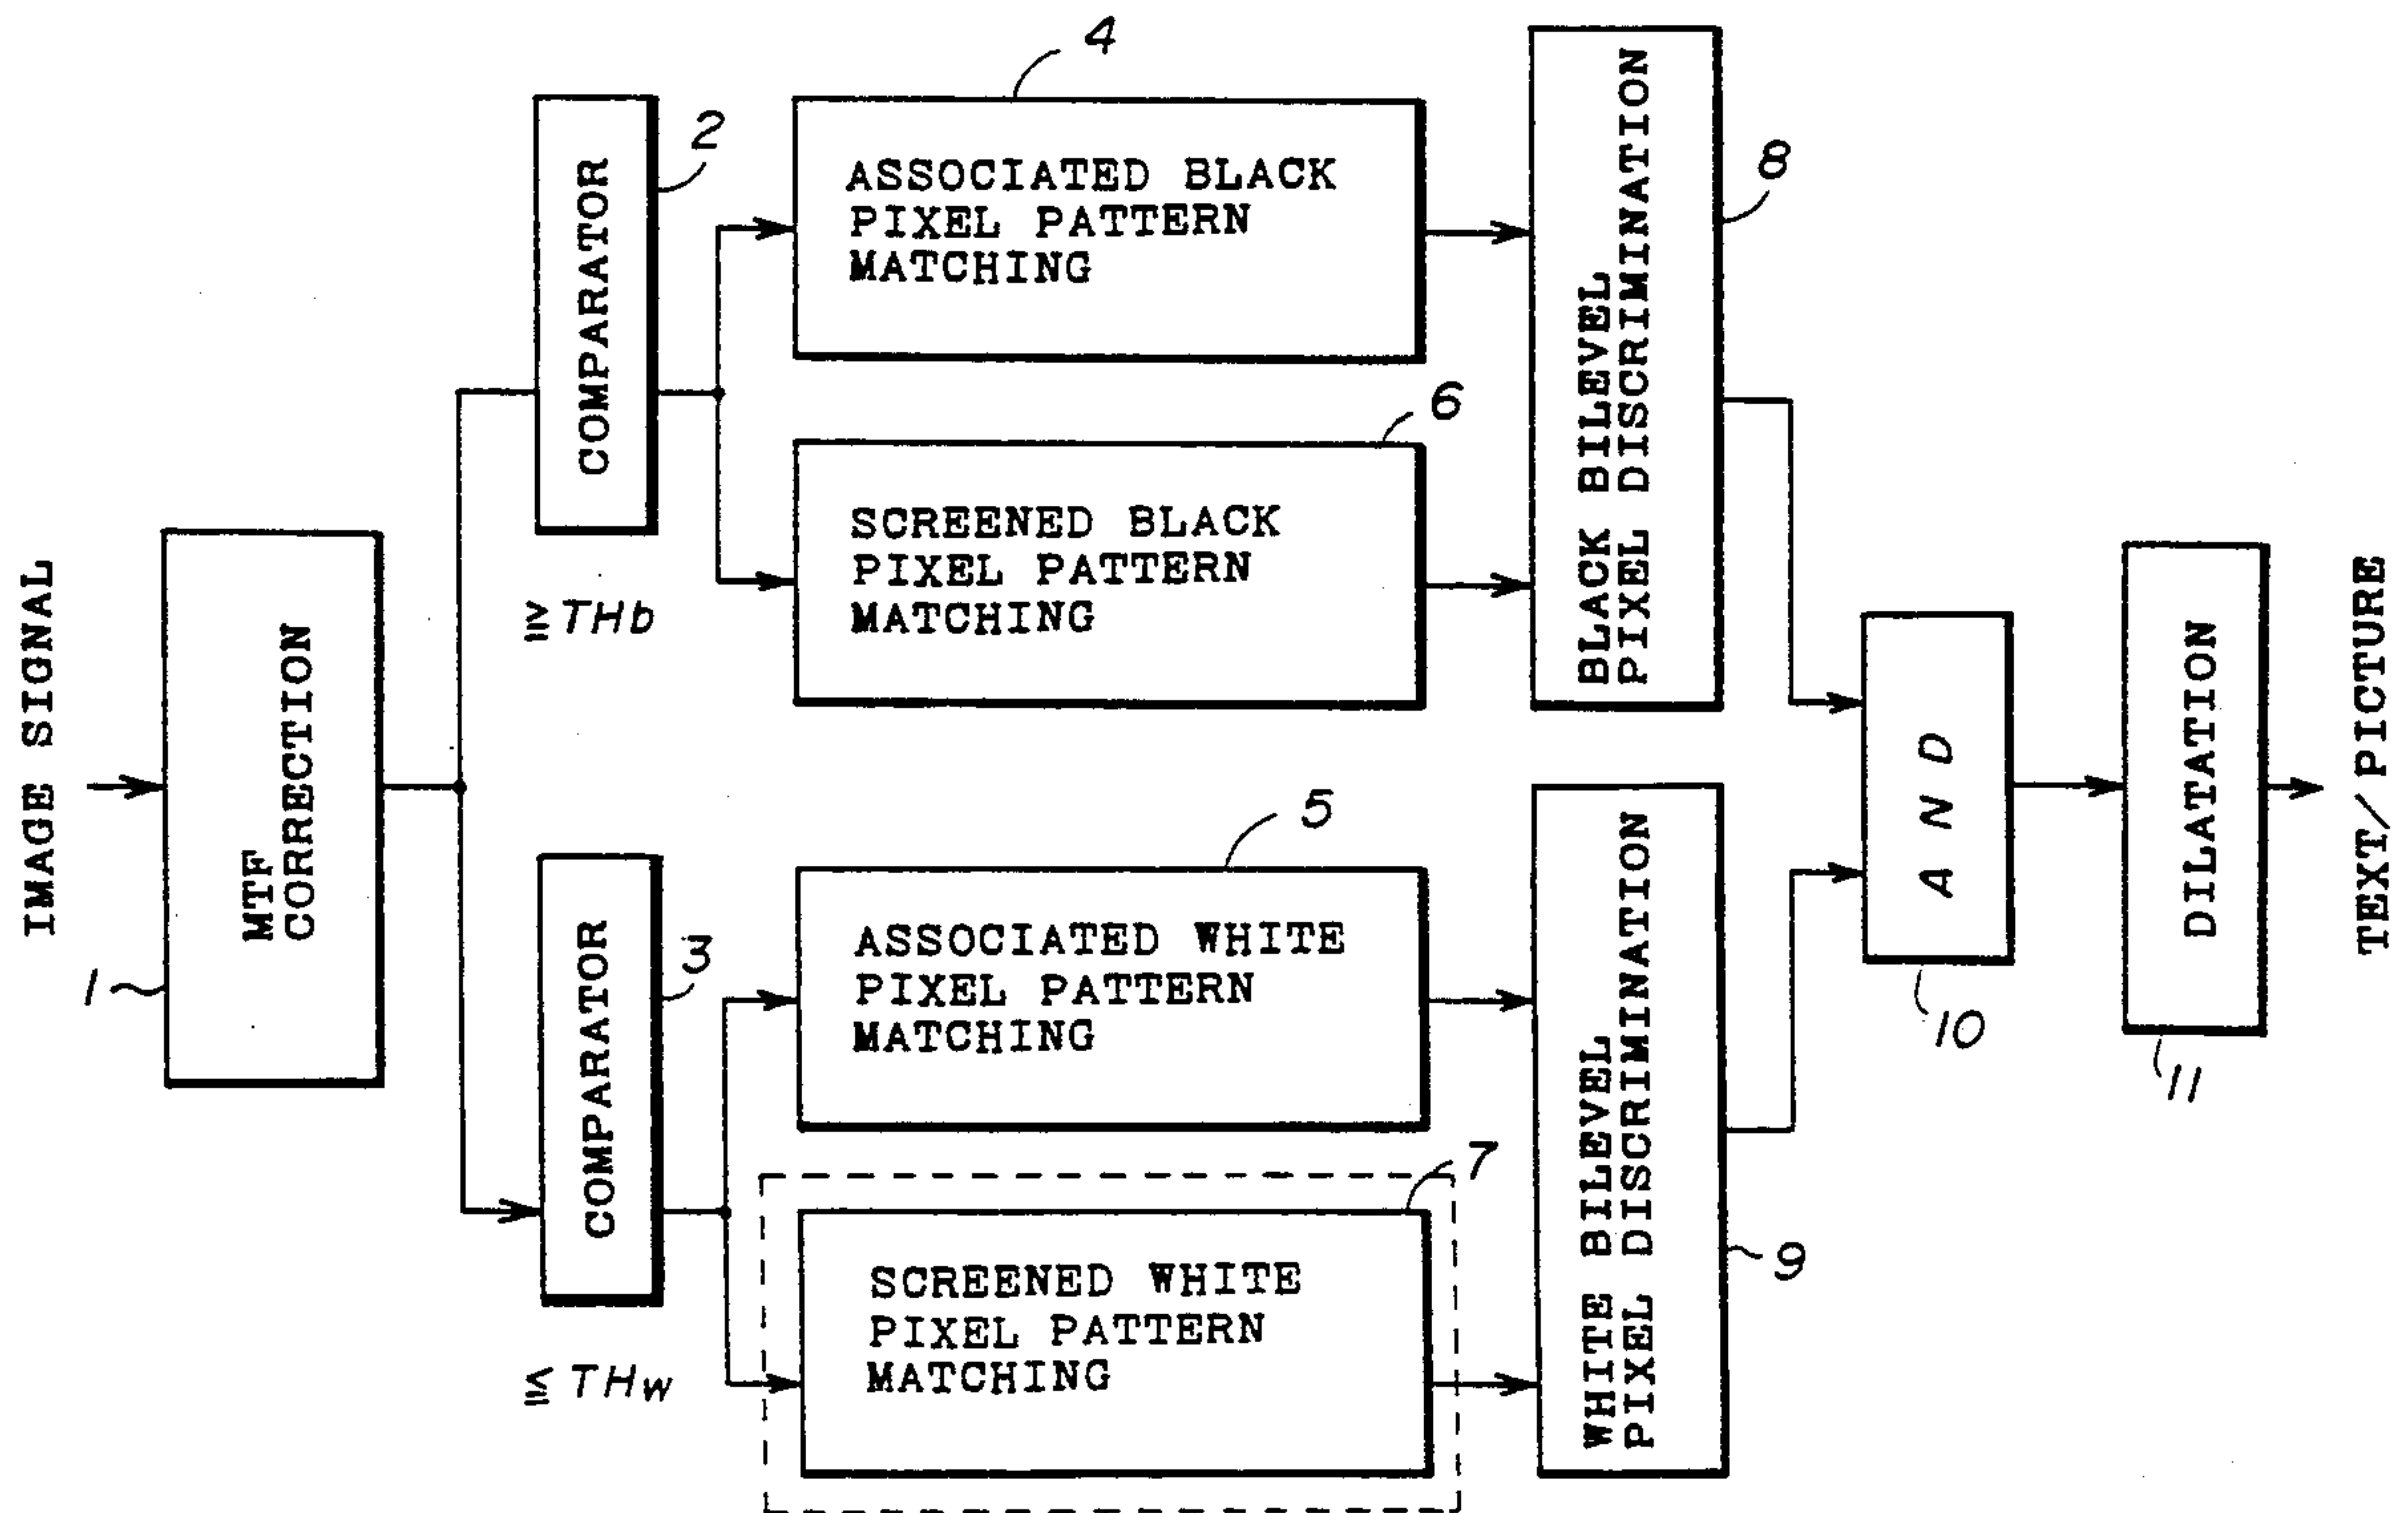 IMAGE SIGNAL
1
MTF
CORRECTION
2
COMPARATOR
≧ THb
3
COMPARATOR
≦ THw
4
ASSOCIATED BLACK
PIXEL PATTERN
MATCHING
6
SCREENED BLACK
PIXEL PATTERN
MATCHING
5
ASSOCIATED WHITE
PIXEL PATTERN
MATCHING
7
SCREENED WHITE
PIXEL PATTERN
MATCHING
8
BLACK BILEVEL
PIXEL DISCRIMINATION
9
WHITE BILEVEL
PIXEL DISCRIMINATION
AND
10
DILATATION
11
TEXT/PICTURE